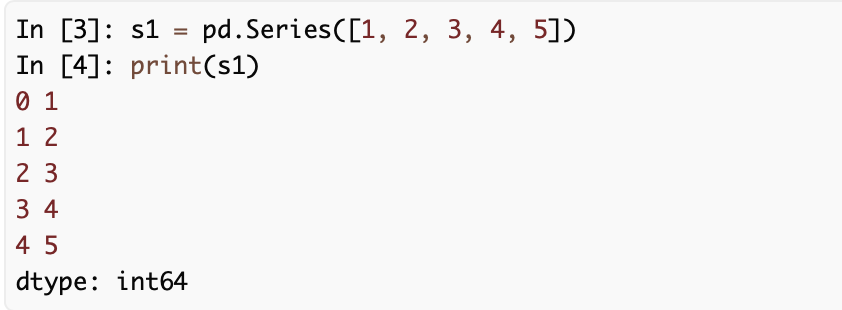 In [3]: s1 = pd.Series([1, 2, 3, 4, 5])
In [4]: print(s1)
0 1
1 2
2 3
3 4
4 5
dtype: int64